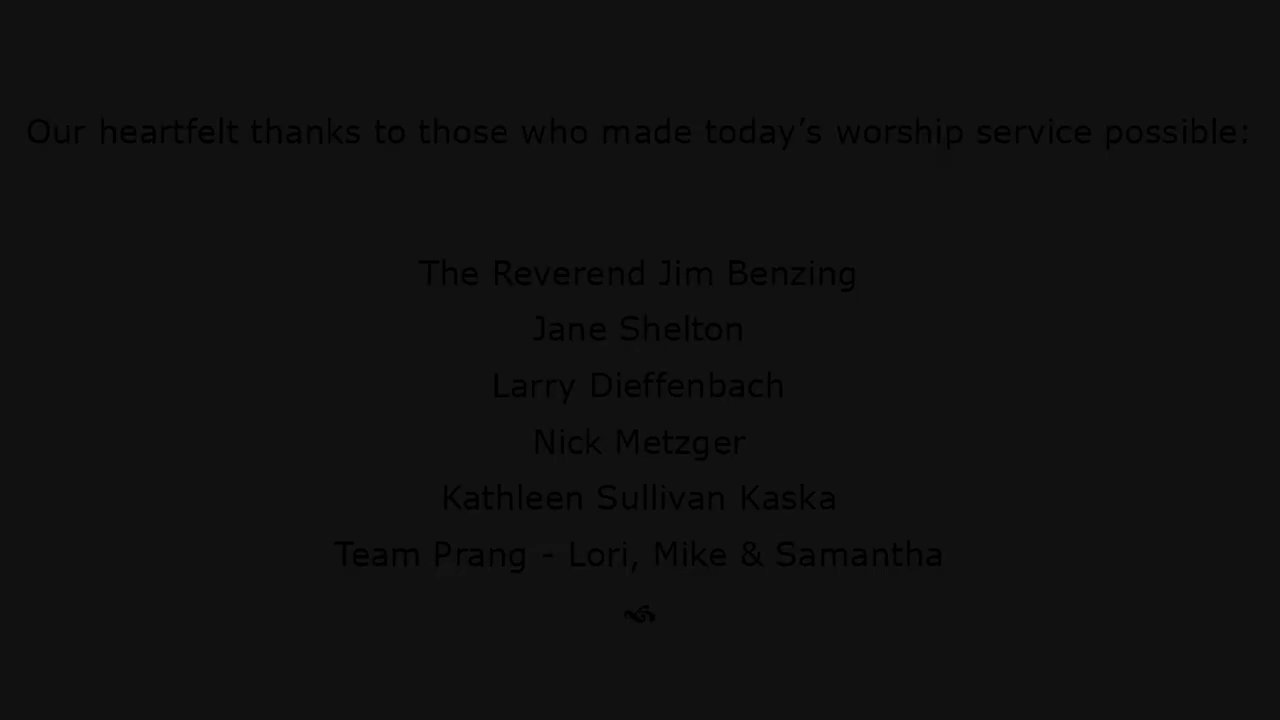 Our heartfelt thanks to those who made today’s worship service possible:
The Reverend Jim Benzing
Jane Shelton
Larry Dieffenbach
Nick Metzger
Kathleen Sullivan Kaska
Team Prang - Lori, Mike & Samantha